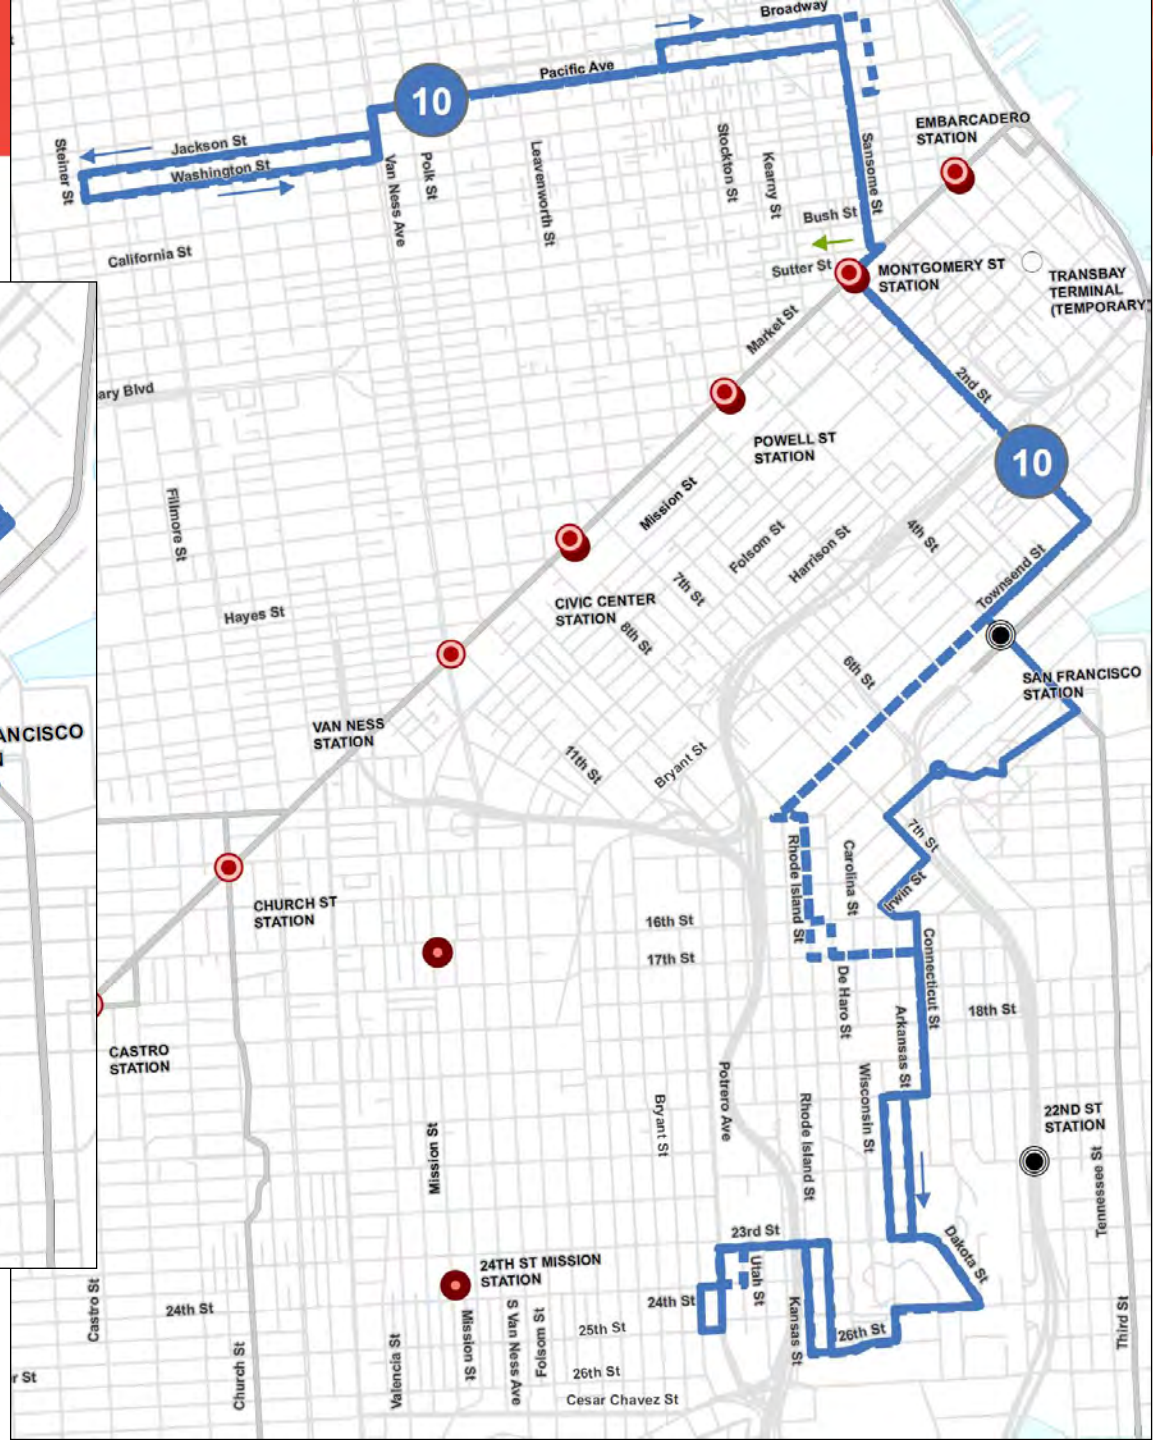 Broadway
Pacific Ave
10
EMBARCADERO
STATION
Jackson St
Washington St
Steiner St
Van Ness Ave
Polk St
Leavenworth St
Stockton St
Kearny St
Sansome St
Bush St
California St
Sutter St
MONTGOMERY ST
STATION
TRANSBAY
TERMINAL
(TEMPORARY)
Market St
2nd St
ary Blvd
POWELL ST
STATION
10
Mission St
Fillmore St
Folsom St
Harrison St
4th St
Townsend St
7th St
CIVIC CENTER
STATION
Hayes St
8th St
6th St
SAN FRANCISCO
STATION
ANCISCO
N
VAN NESS
STATION
11th St
Bryant St
7th St
Rhode Island St
Carolina St
Irwin St
CHURCH ST
STATION
16th St
17th St
Connecticut St
De Haro St
18th St
Arkansas St
CASTRO
STATION
Potrero Ave
Wisconsin St
Bryant St
Rhode Island St
22ND ST
STATION
Mission St
Tennessee St
23rd St
Dakota St
24TH ST MISSION
STATION
Utah St
24th St
24th St
Castro St
Church St
Valencia St
Mission St
S Van Ness Ave
Folsom St
25th St
Kansas St
26th St
Third St
26th St
r St
Cesar Chavez St